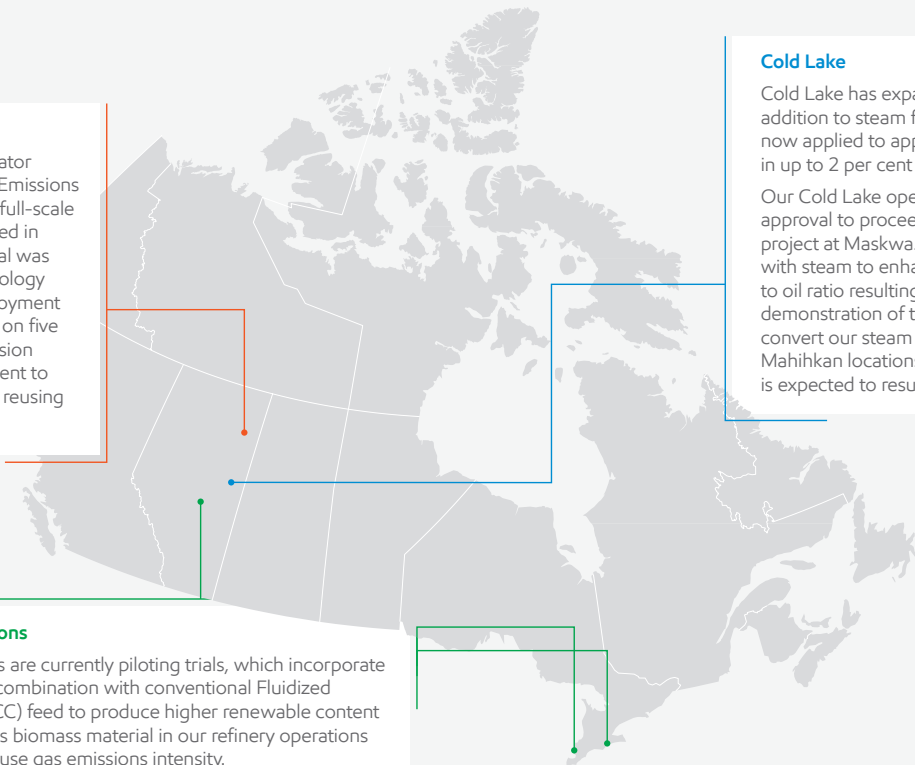 ator
Emissions
full-scale
ed in
al was
ology
oyment
on five
sion
ent to
reusing
Cold Lake
Cold Lake has expa
addition to steam f
now applied to app
in up to 2 per cent
Our Cold Lake ope
approval to procee
project at Maskwa.
with steam to enha
to oil ratio resulting
demonstration of t
convert our steam
Mahihkan locations
is expected to resu
ons
s are currently piloting trials, which incorporate
combination with conventional Fluidized
CC) feed to produce higher renewable content
s biomass material in our refinery operations
use gas emissions intensity.